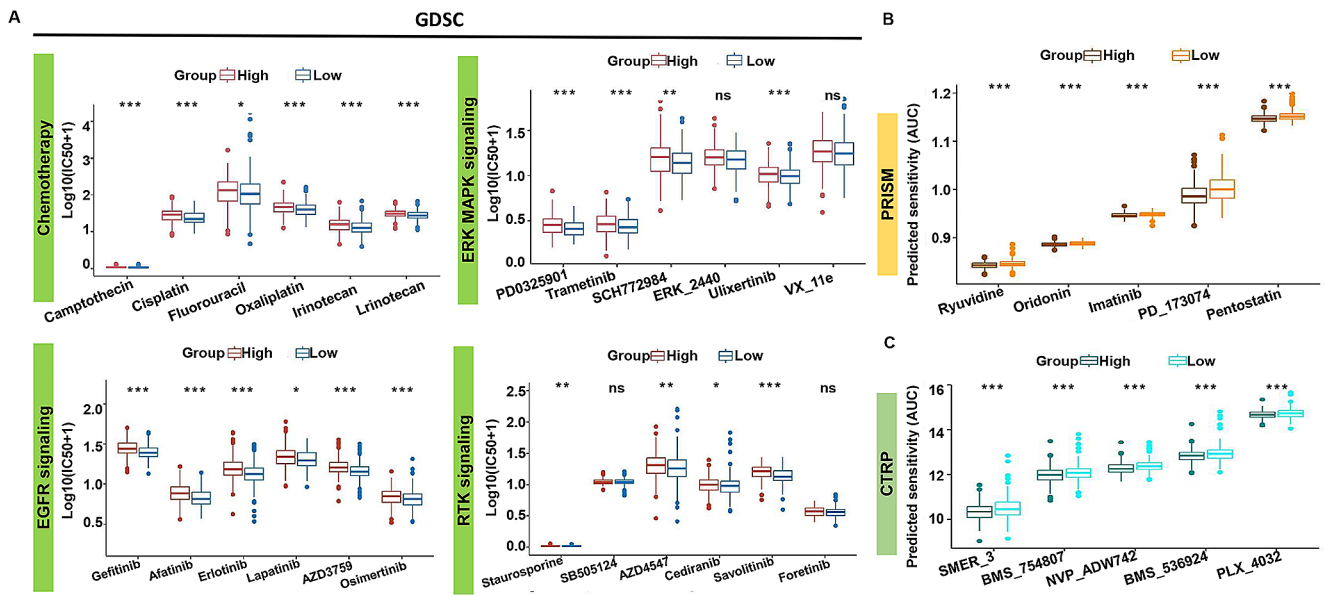 A
GDSC
Chemotherapy
Group High Low
Log10(IC50+1)
*** *** * *** *** ***
4
3
2
1
0
Camptothecin Cisplatin Fluorouracil Oxaliplatin Irinotecan Lrinotecan
ERK MAPK signaling
Group High Low
Log10(IC50+1)
*** *** ** ns *** ns
1.5
1.0
0.5
0.0
PD0325901 Trametinib SCH772984 ERK_2440 Ulixertinib VX_11e
EGFR signaling
Group High Low
Log10(IC50+1)
*** *** *** * *** ***
2.0
1.5
1.0
0.5
Gefitinib Afatinib Erlotinib Lapatinib AZD3759 Osimertinib
RTK signaling
Group High Low
Log10(IC50+1)
** ns ** * *** ns
2.5
2.0
1.5
1.0
0.5
0.0
Staurosporine SB505124 AZD4547 Cediranib Savolitinib Foretinib
B
PRISM
Group High Low
Predicted sensitivity (AUC)
*** *** *** *** ***
1.2
1.0
0.9
Ryuvidine Oridonin Imatinib PD_173074 Pentostatin
C
CTRP
Group High Low
Predicted sensitivity (AUC)
*** *** *** *** ***
16
14
12
10
SMER_3 BMS_754807 NVP_ADW742 BMS_536924 PLX_4032